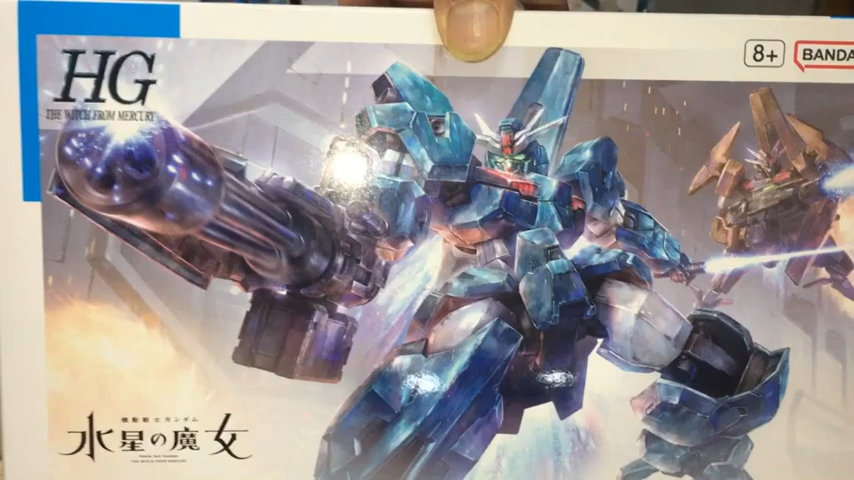 HG
THE WITCH FROM MERCURY
8+
BANDA
機動戦士ガンダム
水星の魔女